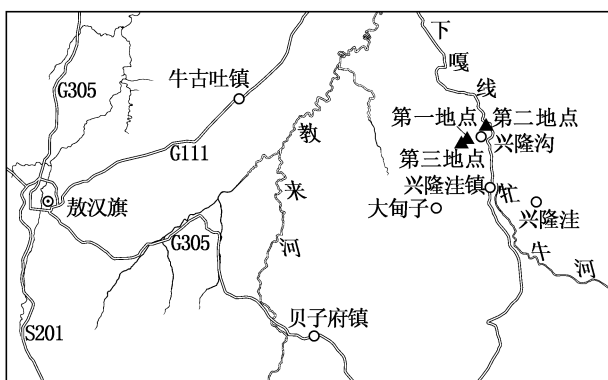 下嘎线
G305
牛古吐镇
第一地点
第二地点
兴隆沟
教来河
G111
第三地点
兴隆洼镇
敖汉旗
大甸子
牤牛河
兴隆洼
G305
贝子府镇
S201